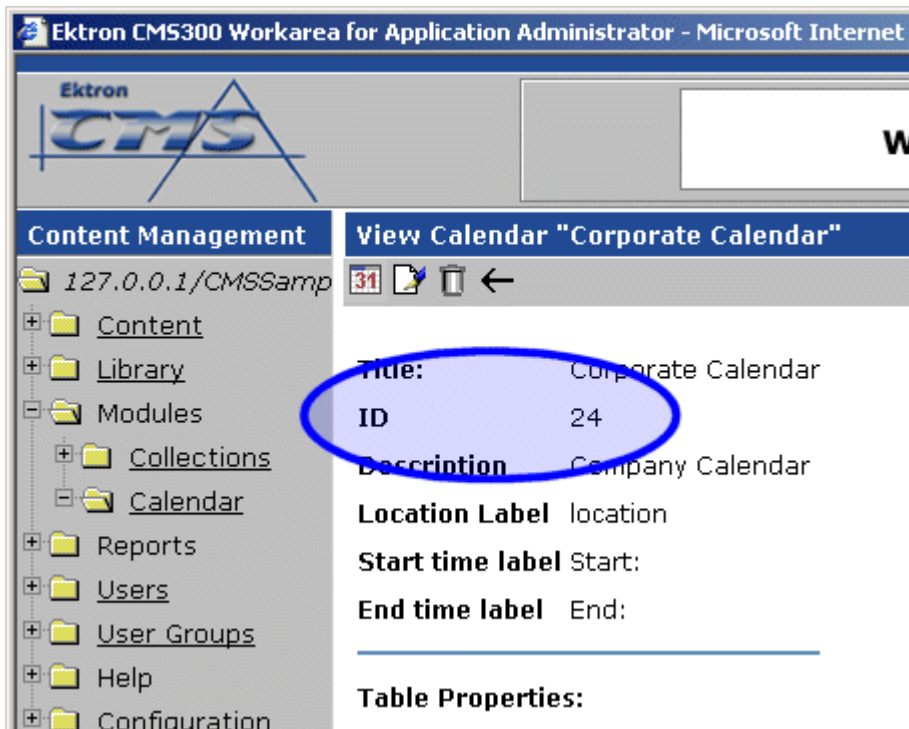 Ektron CMS300 Workarea for Application Administrator - Microsoft Internet
Ektron
CMS
W
Content Management
View Calendar "Corporate Calendar"
127.0.0.1/CMSSamp
31
Content
Library
Title: Corporate Calendar
Modules
ID 24
Collections
Description Company Calendar
Calendar
Location Label location
Reports
Start time label Start:
Users
End time label End:
User Groups
Help
Table Properties:
Configuration